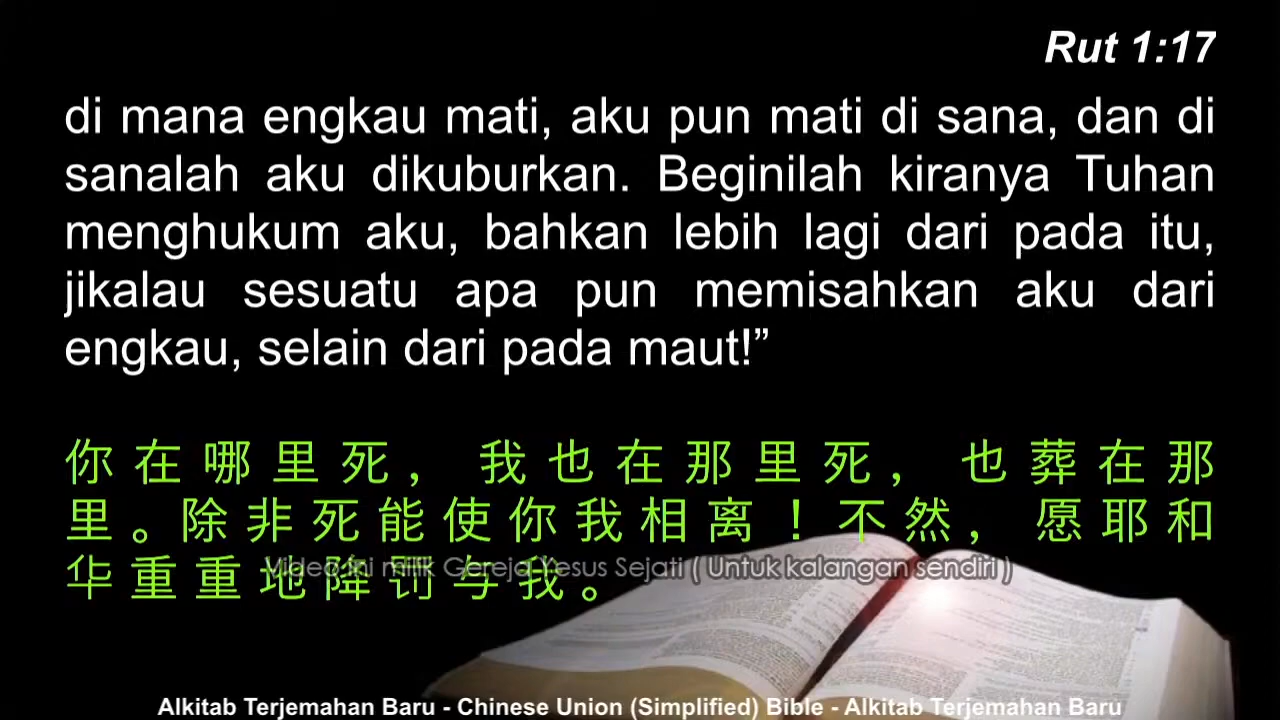 Rut 1:17
di mana engkau mati, aku pun mati di sana, dan di
sanalah aku dikuburkan. Beginilah kiranya Tuhan
menghukum aku, bahkan lebih lagi dari pada itu,
jikalau sesuatu apa pun memisahkan aku dari
engkau, selain dari pada maut!”
你在哪里死， 我也在那里死， 也葬在那
里。除非死能使你我相离！不然， 愿耶和
华重重地降罚与我。
Video ini milik Gereja Yesus Sejati ( Untuk kalangan sendiri )
Alkitab Terjemahan Baru - Chinese Union (Simplified) Bible - Alkitab Terjemahan Baru